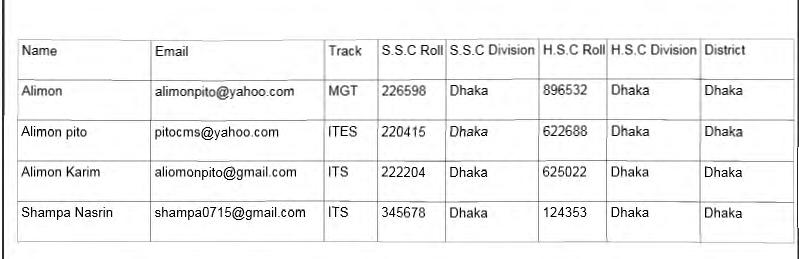 Name Email Track S.S.C Roll S.S.C Division H.S.C Roll H.S.C Division District
Alimon alimonpito@yahoo.com MGT 226598 Dhaka 896532 Dhaka Dhaka
Alimon pito pitocms@yahoo.com ITES 220415 Dhaka 622688 Dhaka Dhaka
Alimon Karim aliomonpito@gmail.com ITS 222204 Dhaka 625022 Dhaka Dhaka
Shampa Nasrin shampa0715@gmail.com ITS 345678 Dhaka 124353 Dhaka Dhaka